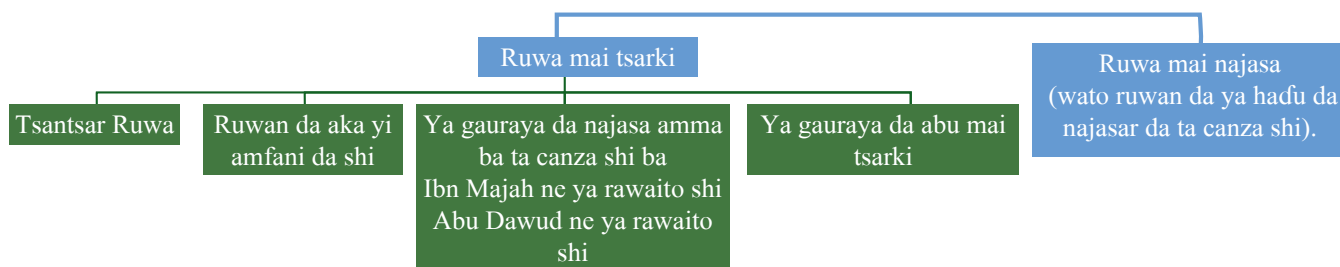 Ruwa mai tsarki
Ruwa mai najasa
(wato ruwan da ya haɗu da
najasar da ta canza shi).
Tsantsar Ruwa
Ruwan da aka yi
amfani da shi
Ya gauraya da najasa amma
ba ta canza shi ba
Ibn Majah ne ya rawaito shi
Abu Dawud ne ya rawaito
shi
Ya gauraya da abu mai
tsarki